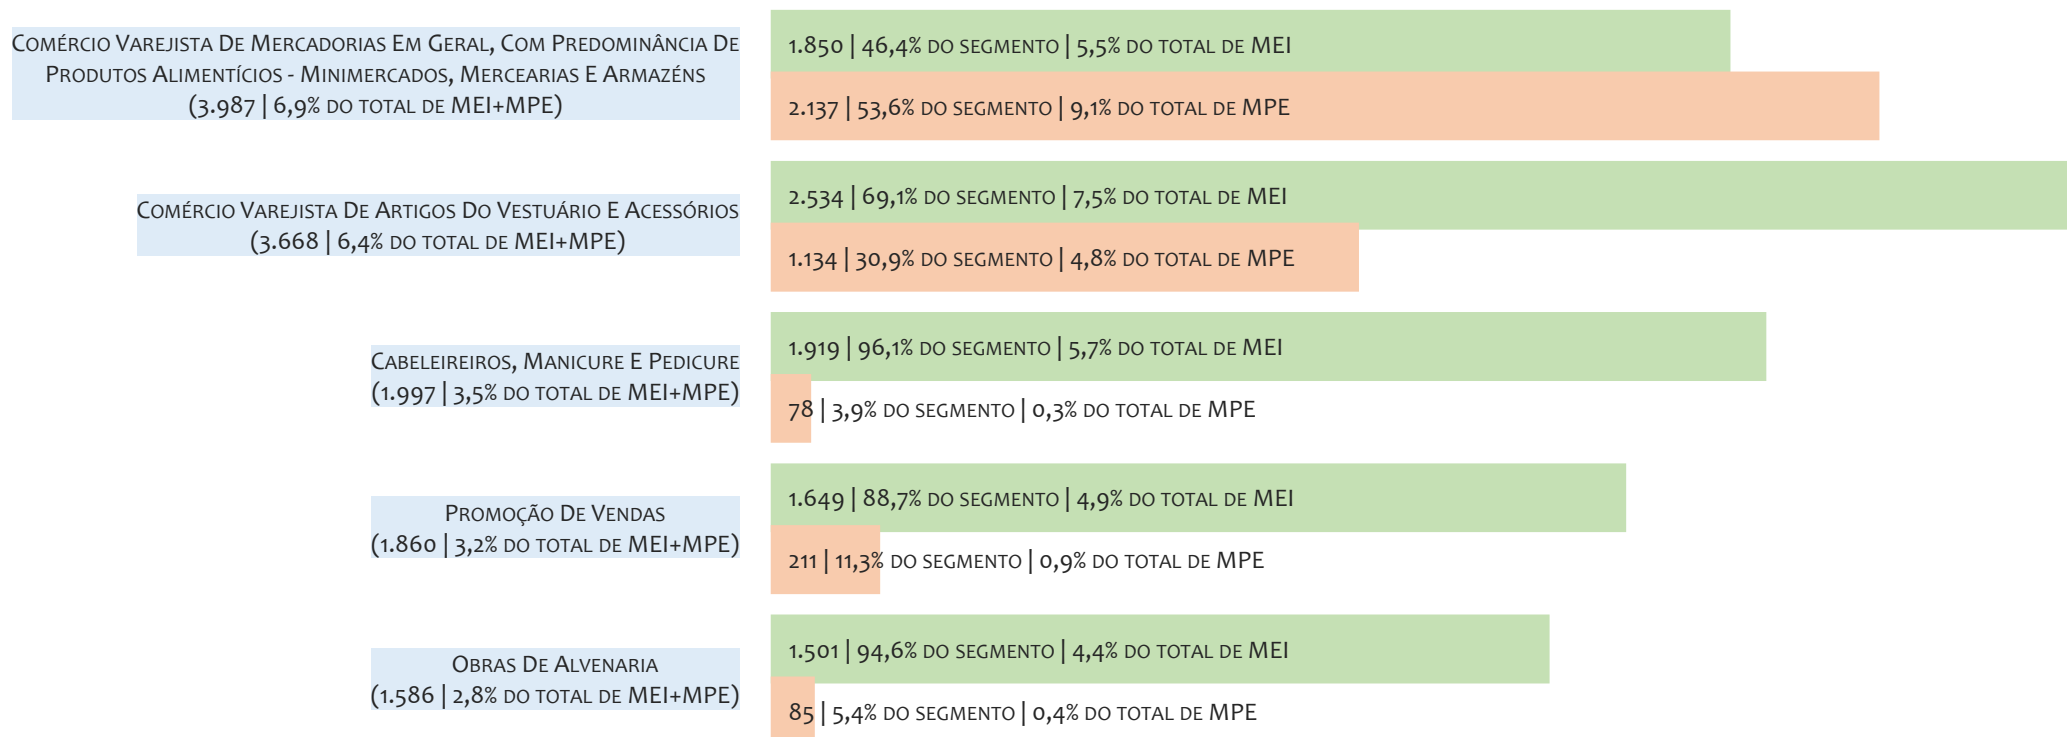 Comércio Varejista De Mercadorias Em Geral, Com Predominância De
Produtos Alimentícios - Minimercados, Mercearias E Armazéns
(3.987 | 6,9% do total de MEI+MPE)
1.850 | 46,4% do segmento | 5,5% do total de MEI
2.137 | 53,6% do segmento | 9,1% do total de MPE
Comércio Varejista De Artigos Do Vestuário E Acessórios
(3.668 | 6,4% do total de MEI+MPE)
2.534 | 69,1% do segmento | 7,5% do total de MEI
1.134 | 30,9% do segmento | 4,8% do total de MPE
Cabeleireiros, Manicure E Pedicure
(1.997 | 3,5% do total de MEI+MPE)
1.919 | 96,1% do segmento | 5,7% do total de MEI
78 | 3,9% do segmento | 0,3% do total de MPE
Promoção De Vendas
(1.860 | 3,2% do total de MEI+MPE)
1.649 | 88,7% do segmento | 4,9% do total de MEI
211 | 11,3% do segmento | 0,9% do total de MPE
Obras De Alvenaria
(1.586 | 2,8% do total de MEI+MPE)
1.501 | 94,6% do segmento | 4,4% do total de MEI
85 | 5,4% do segmento | 0,4% do total de MPE